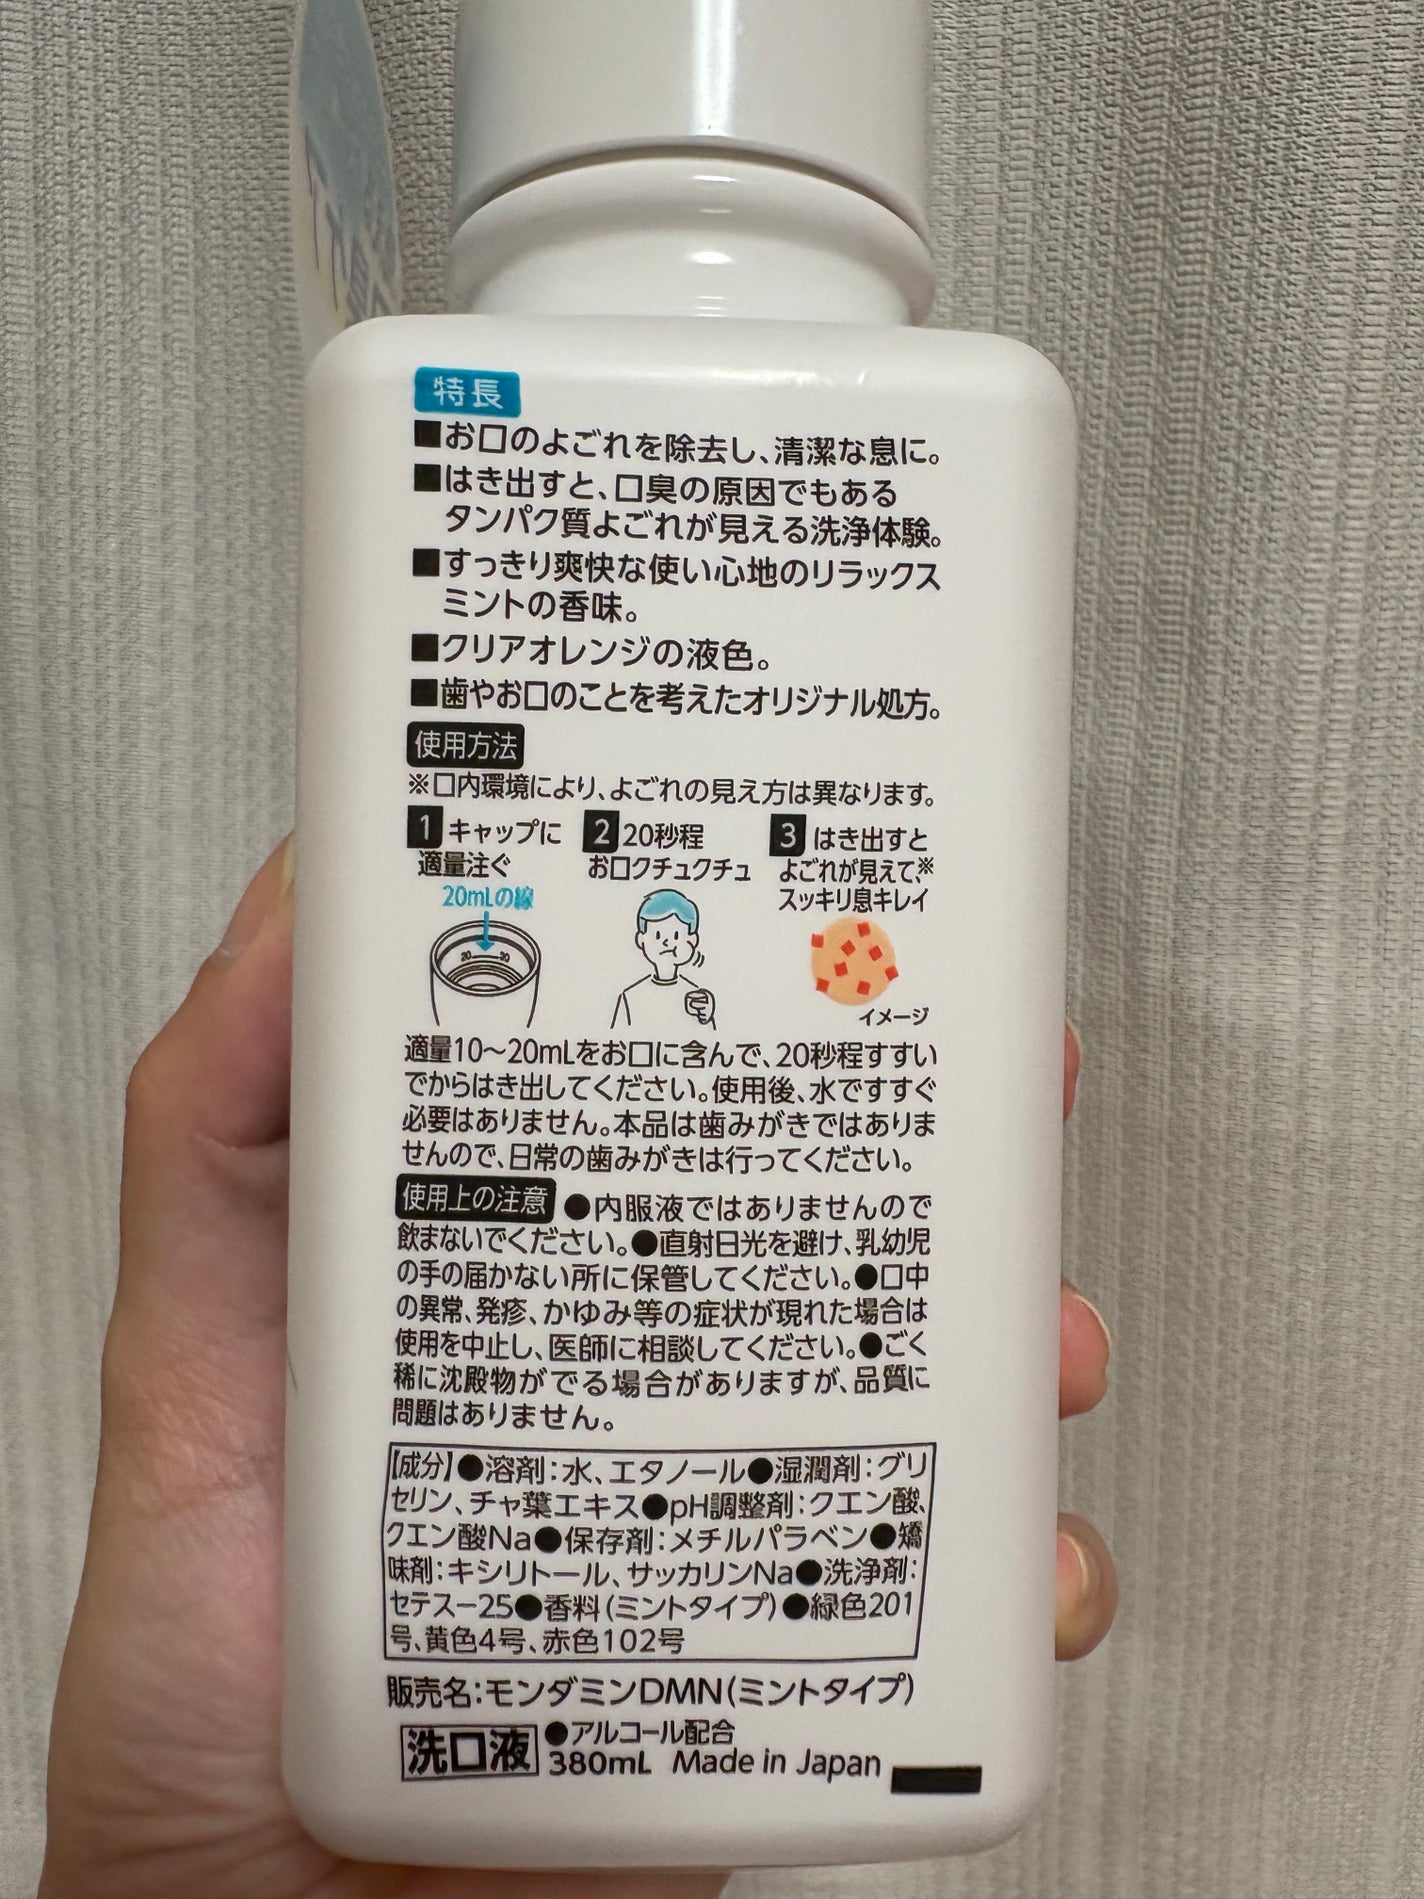 特長
■お口のよごれを除去し、清潔な息に。
■はき出すと、口臭の原因でもある
タンパク質よごれが見える洗浄体験。
■すっきり爽快な使い心地のリラックス
ミントの香味。
■クリアオレンジの液色。
■歯やお口のことを考えたオリジナル処方。
使用方法
※口内環境により、よごれの見え方は異なります。
1 キャップに
適量注ぐ
20mLの線
20 20
2 20秒程
お口クチュクチュ
3 はき出すと
よごれが見えて、※
スッキリ息キレイ
イメージ
適量10〜20mLをお口に含んで、20秒程すすい
でからはき出してください。使用後、水ですすぐ
必要はありません。本品は歯みがきではありま
せんので、日常の歯みがきは行ってください。
使用上の注意 ●内服液ではありませんので
飲まないでください。●直射日光を避け、乳幼児
の手の届かない所に保管してください。●口中
の異常、発疹、かゆみ等の症状が現れた場合は
使用を中止し、医師に相談してください。●ごく
稀に沈殿物がでる場合がありますが、品質に
問題はありません。
【成分】●溶剤：水、エタノール●湿潤剤：グリ
セリン、チャ葉エキス●pH調整剤：クエン酸、
クエン酸Na●保存剤：メチルパラベン●矯
味剤：キシリトール、サッカリンNa●洗浄剤：
セテス－25●香料（ミントタイプ）●緑色201
号、黄色4号、赤色102号
販売名：モンダミンDMN（ミントタイプ）
洗口液 ●アルコール配合
380mL Made in Japan